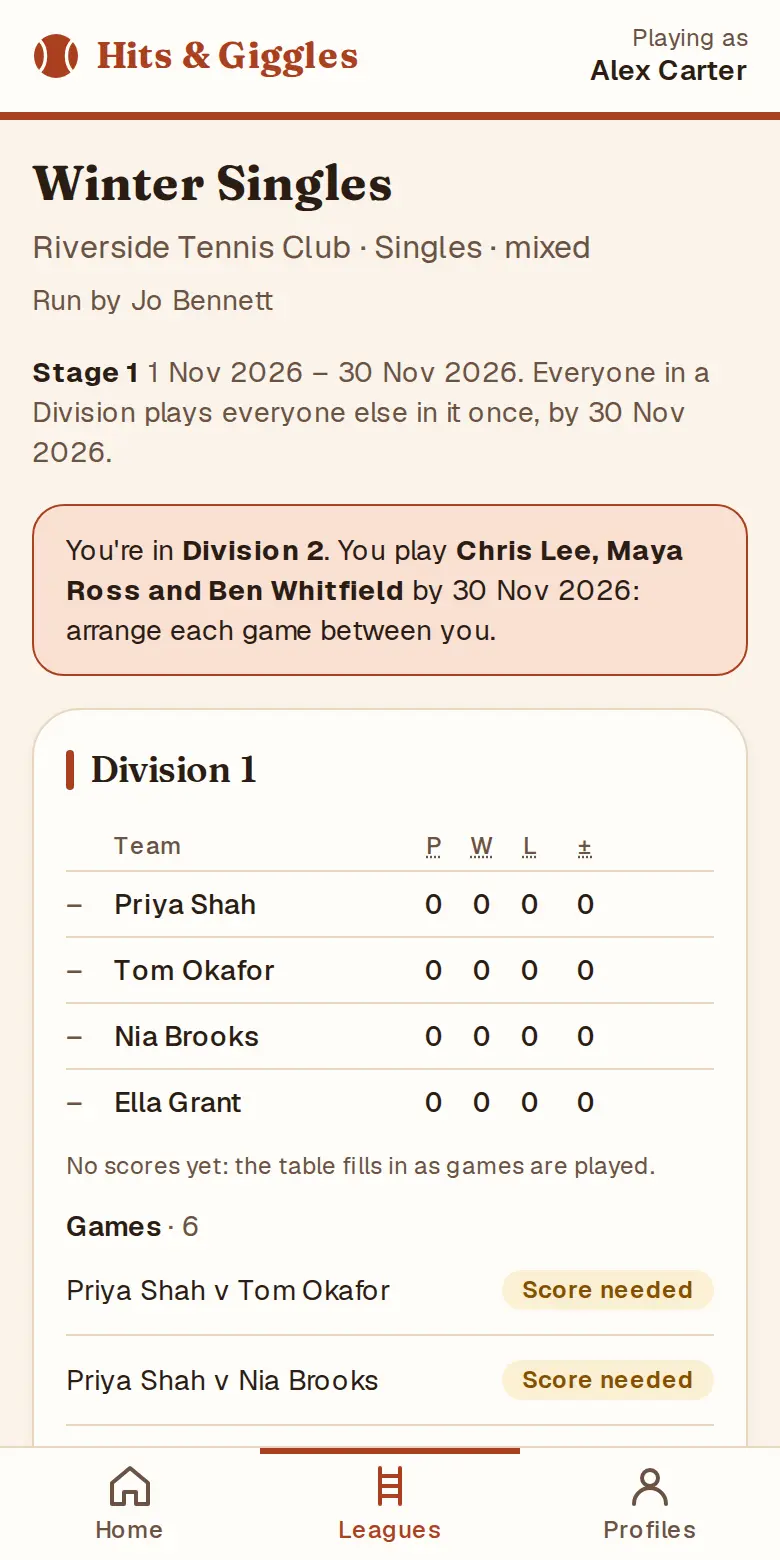 Hits & Giggles
Playing as
Alex Carter
Winter Singles
Riverside Tennis Club · Singles · mixed
Run by Jo Bennett
Stage 1 1 Nov 2026 – 30 Nov 2026. Everyone in a
Division plays everyone else in it once, by 30 Nov
2026.
You're in Division 2. You play Chris Lee, Maya
Ross and Ben Whitfield by 30 Nov 2026:
arrange each game between you.
Division 1
Team P W L ±
– Priya Shah 0 0 0 0
– Tom Okafor 0 0 0 0
– Nia Brooks 0 0 0 0
– Ella Grant 0 0 0 0
No scores yet: the table fills in as games are played.
Games · 6
Priya Shah v Tom Okafor Score needed
Priya Shah v Nia Brooks Score needed
Home Leagues Profiles